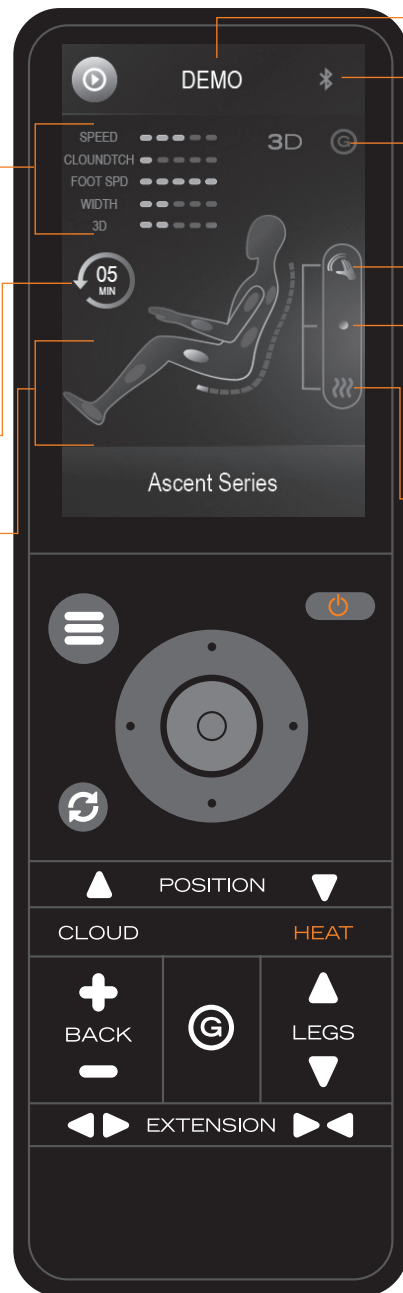 DEMO
SPEED
3D
G
CLOUNDTCH
FOOT SPD
WIDTH
3D
05
MIN
Ascent Series
POSITION
CLOUD
HEAT
BACK
G
LEGS
EXTENSION